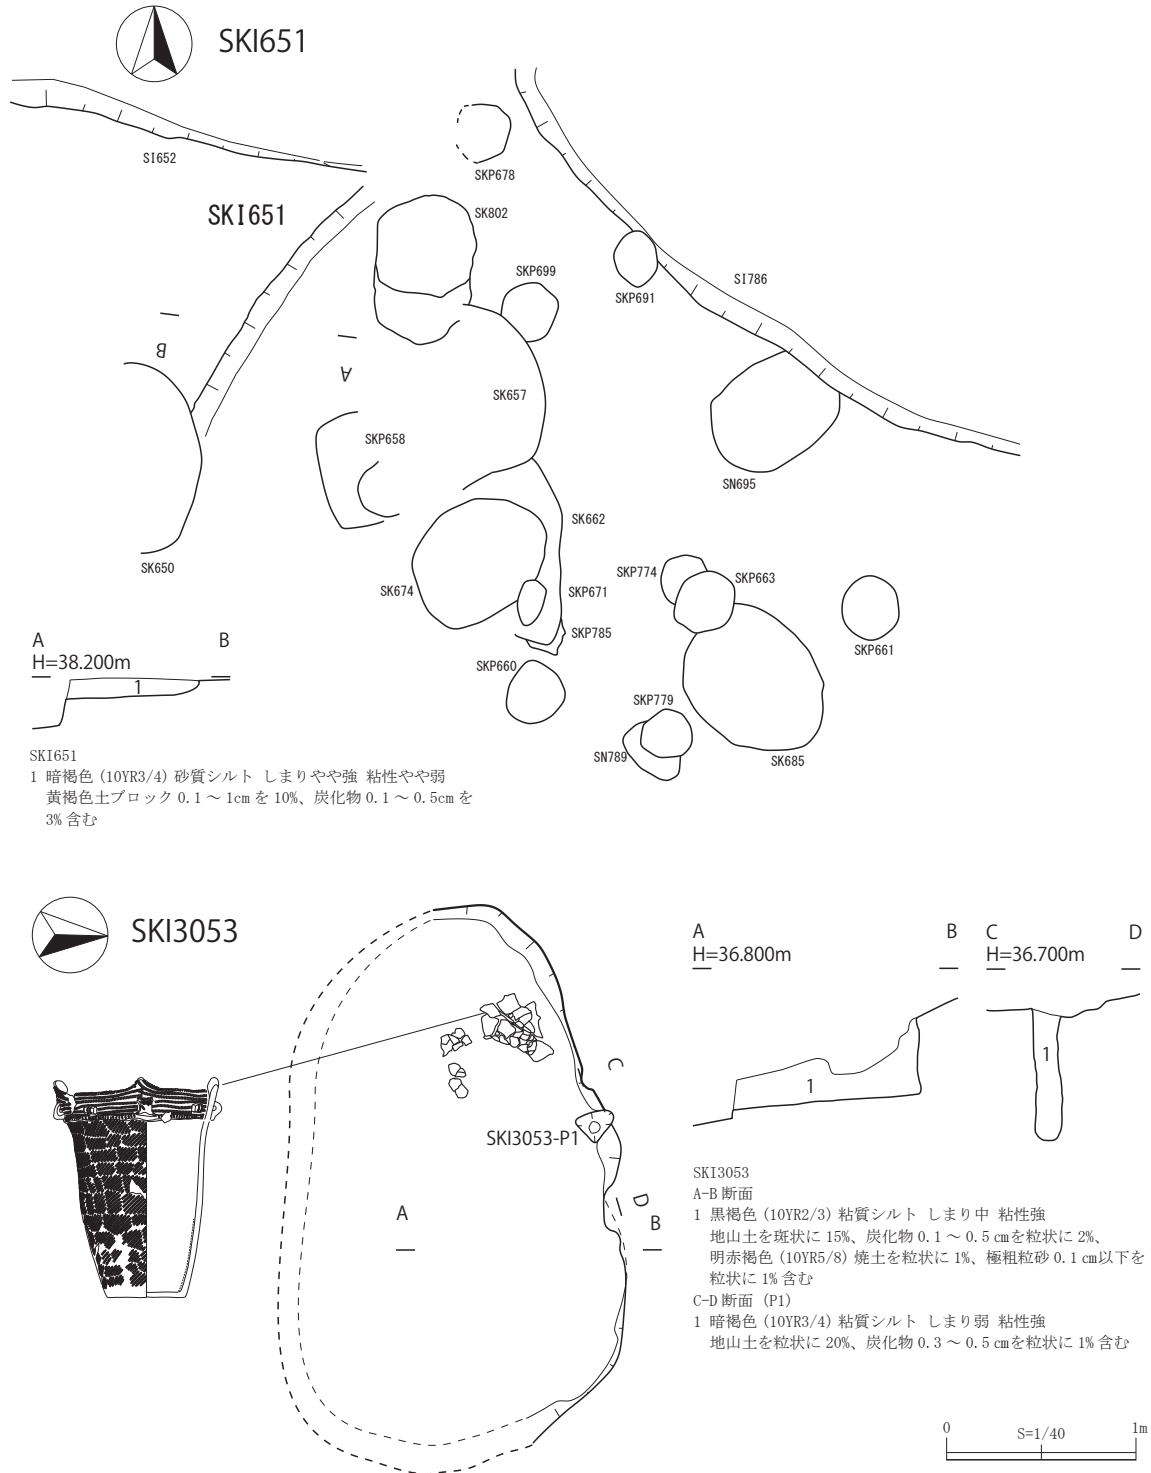 SKI651
SI652
SKP678
SKI651
SK802
SKP699
SKP691
SI786
B
A
SK657
SKP658
SN695
SK662
SK650
SK674
SKP671
SKP774
SKP663
SKP785
SKP661
SKP660
SKP779
SN789
SK685
A B
H=38.200m
1
SKI651
1 暗褐色 (10YR3/4) 砂質シルト しまりやや強 粘性やや弱
黄褐色土ブロック 0.1 ～ 1cm を 10%、炭化物 0.1 ～ 0.5cm を
3% 含む
SKI3053
C
SKI3053-P1
D
A B
A B
H=36.800m
1
C D
H=36.700m
1
SKI3053
A-B 断面
1 黒褐色 (10YR2/3) 粘質シルト しまり中 粘性強
地山土を斑状に 15%、炭化物 0.1 ～ 0.5 ㎝を粒状に 2%、
明赤褐色 (10YR5/8) 焼土を粒状に 1%、極粗粒砂 0.1 ㎝以下を
粒状に 1% 含む
C-D 断面 (P1)
1 暗褐色 (10YR3/4) 粘質シルト しまり弱 粘性強
地山土を粒状に 20%、炭化物 0.3 ～ 0.5 ㎝を粒状に 1% 含む
0 S=1/40 1m